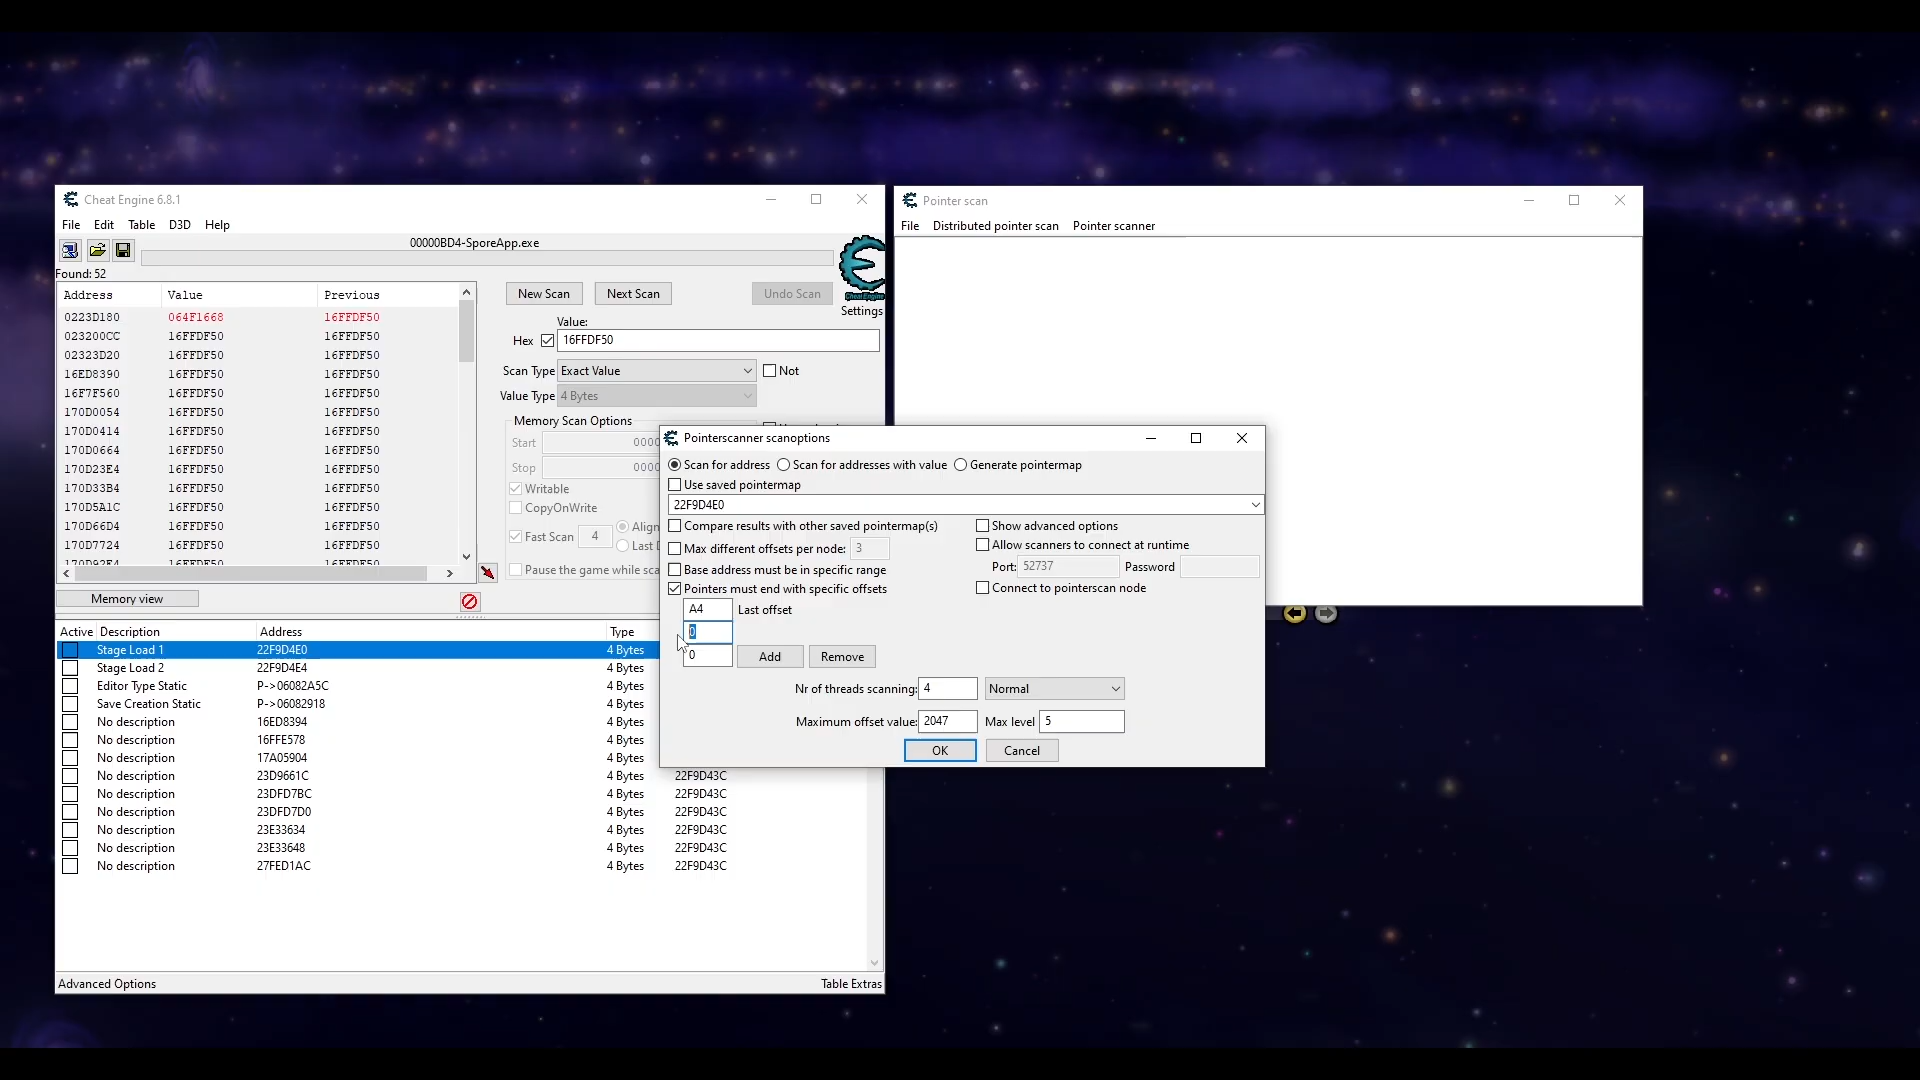 Cheat Engine 6.8.1
File Edit Table D3D Help
00000BD4-SporeApp.exe
Found: 52
Address Value Previous
0223D180 064F1668 16FFDF50
023200CC 16FFDF50 16FFDF50
02323D20 16FFDF50 16FFDF50
16ED8390 16FFDF50 16FFDF50
16F7F560 16FFDF50 16FFDF50
170D0054 16FFDF50 16FFDF50
170D0414 16FFDF50 16FFDF50
170D0664 16FFDF50 16FFDF50
170D23E4 16FFDF50 16FFDF50
170D33B4 16FFDF50 16FFDF50
170D5A1C 16FFDF50 16FFDF50
170D66D4 16FFDF50 16FFDF50
170D7724 16FFDF50 16FFDF50
170D92E4 16FFDF50 16FFDF50
Memory view
New Scan Next Scan Undo Scan
Cheat Engine
Settings
Value:
Hex 16FFDF50
Scan Type Exact Value Not
Value Type 4 Bytes
Memory Scan Options
Start 0000
Stop 0000
Writable
CopyOnWrite
Fast Scan 4 Align
Last D
Pause the game while sca
Active Description Address Type
Stage Load 1 22F9D4E0 4 Bytes
Stage Load 2 22F9D4E4 4 Bytes
Editor Type Static P->06082A5C 4 Bytes
Save Creation Static P->06082918 4 Bytes
No description 16ED8394 4 Bytes
No description 16FFE578 4 Bytes
No description 17A05904 4 Bytes
No description 23D9661C 4 Bytes 22F9D43C
No description 23DFD7BC 4 Bytes 22F9D43C
No description 23DFD7D0 4 Bytes 22F9D43C
No description 23E33634 4 Bytes 22F9D43C
No description 23E33648 4 Bytes 22F9D43C
No description 27FED1AC 4 Bytes 22F9D43C
Advanced Options Table Extras
Pointer scan
File Distributed pointer scan Pointer scanner
Pointerscanner scanoptions
Scan for address Scan for addresses with value Generate pointermap
Use saved pointermap
22F9D4E0
Compare results with other saved pointermap(s) Show advanced options
Max different offsets per node: 3 Allow scanners to connect at runtime
Port: 52737 Password
Base address must be in specific range
Pointers must end with specific offsets Connect to pointerscan node
A4 Last offset
0
0 Add Remove
Nr of threads scanning: 4 Normal
Maximum offset value: 2047 Max level 5
OK Cancel